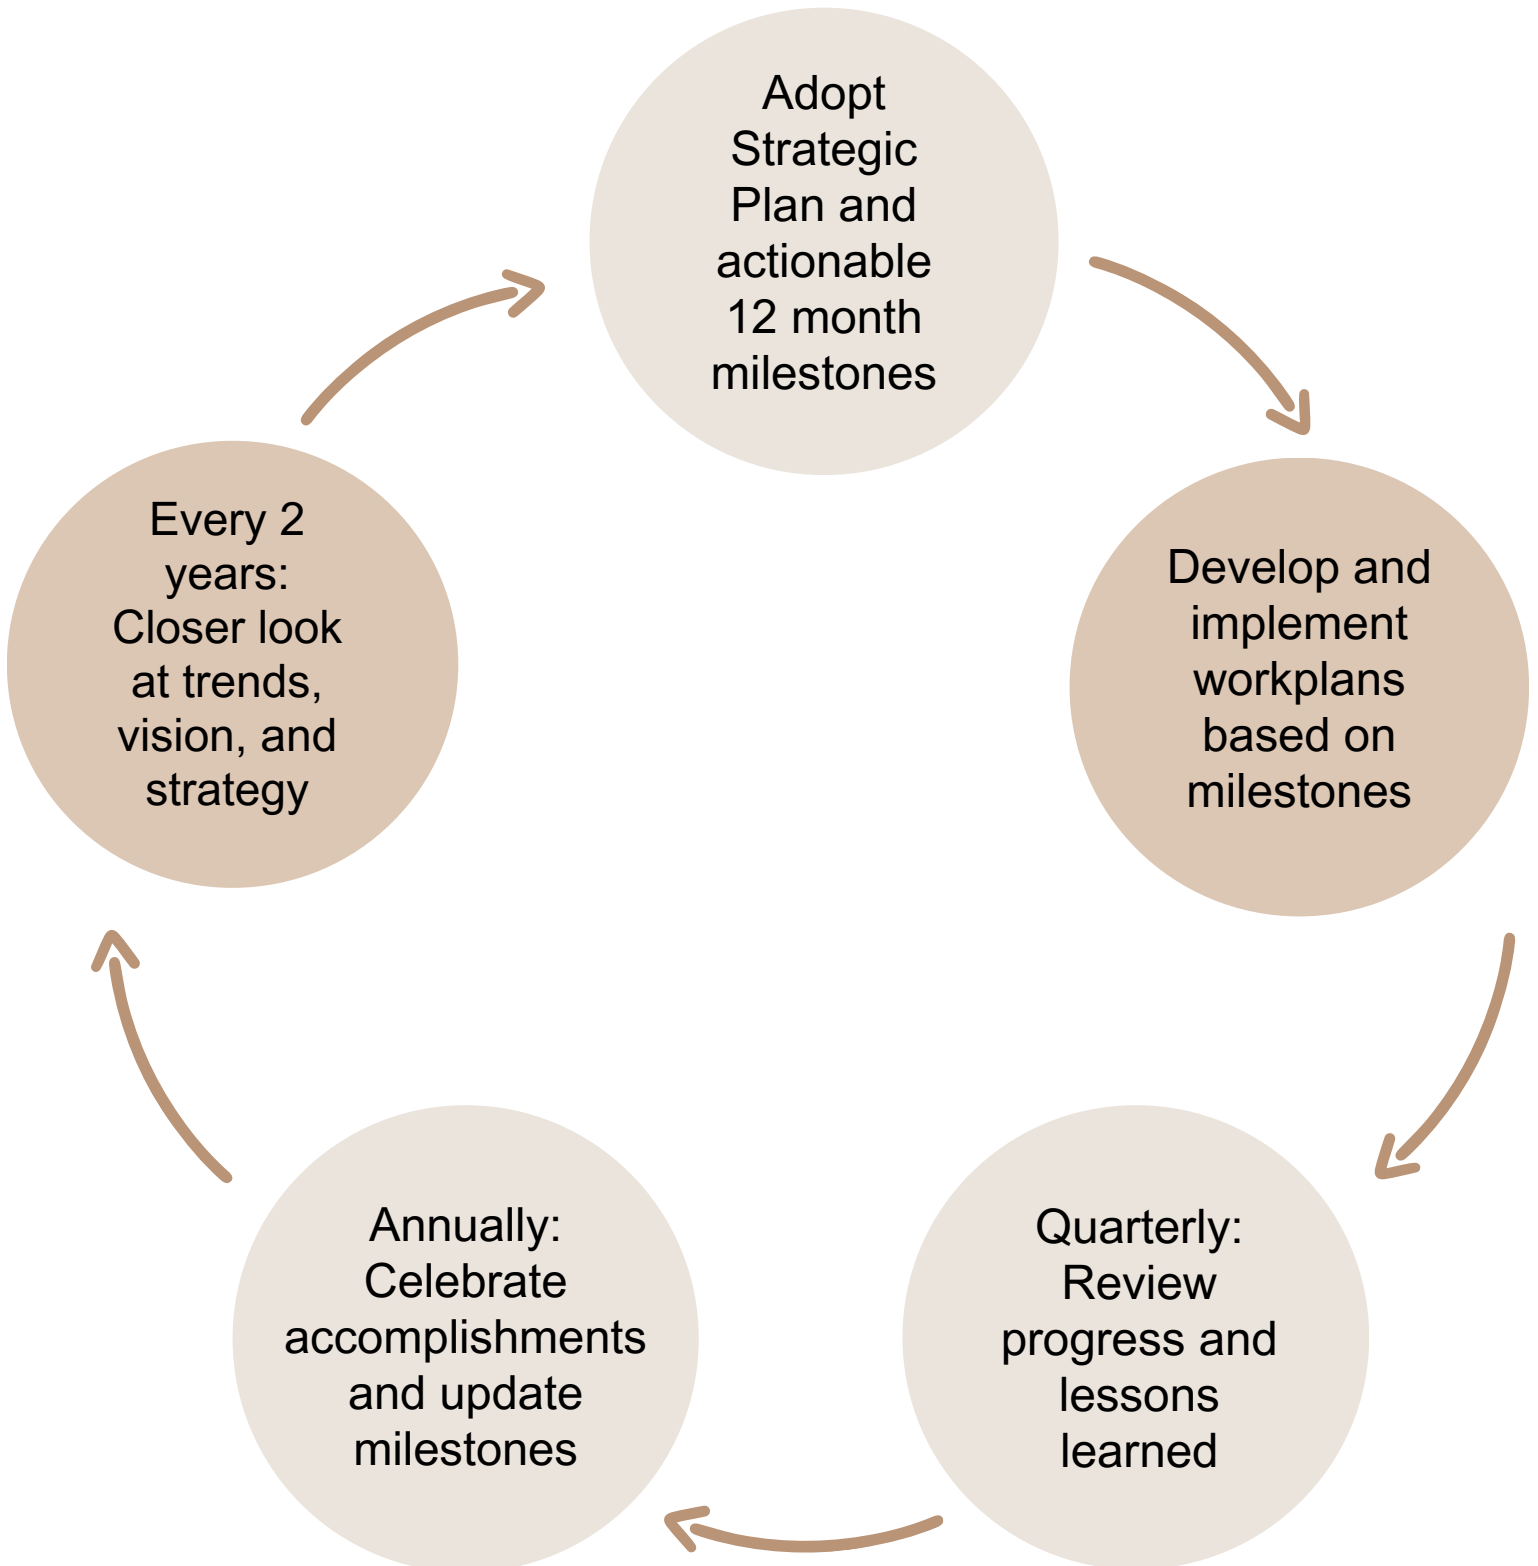 Adopt
Strategic
Plan and
actionable
12 month
milestones
Develop and
implement
workplans
based on
milestones
Quarterly:
Review
progress and
lessons
learned
Annually:
Celebrate
accomplishments
and update
milestones
Every 2
years:
Closer look
at trends,
vision, and
strategy